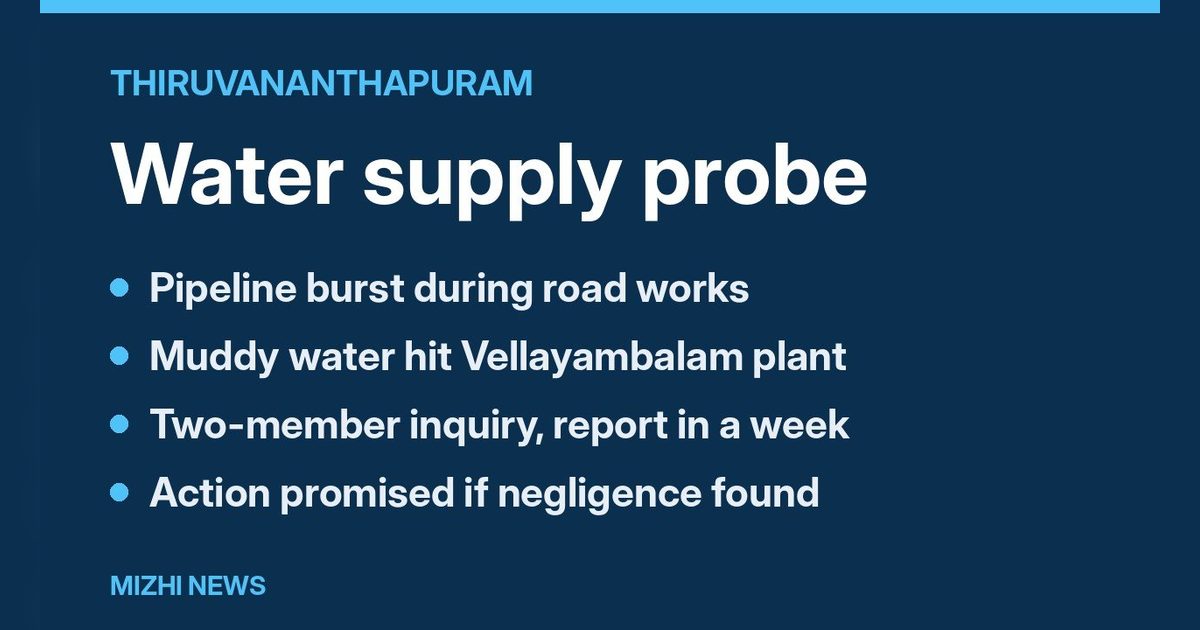 THIRUVANANTHAPURAM
Water supply probe
Pipeline burst during road works
Muddy water hit Vellayambalam plant
Two-member inquiry, report in a week
Action promised if negligence found
MIZHI NEWS